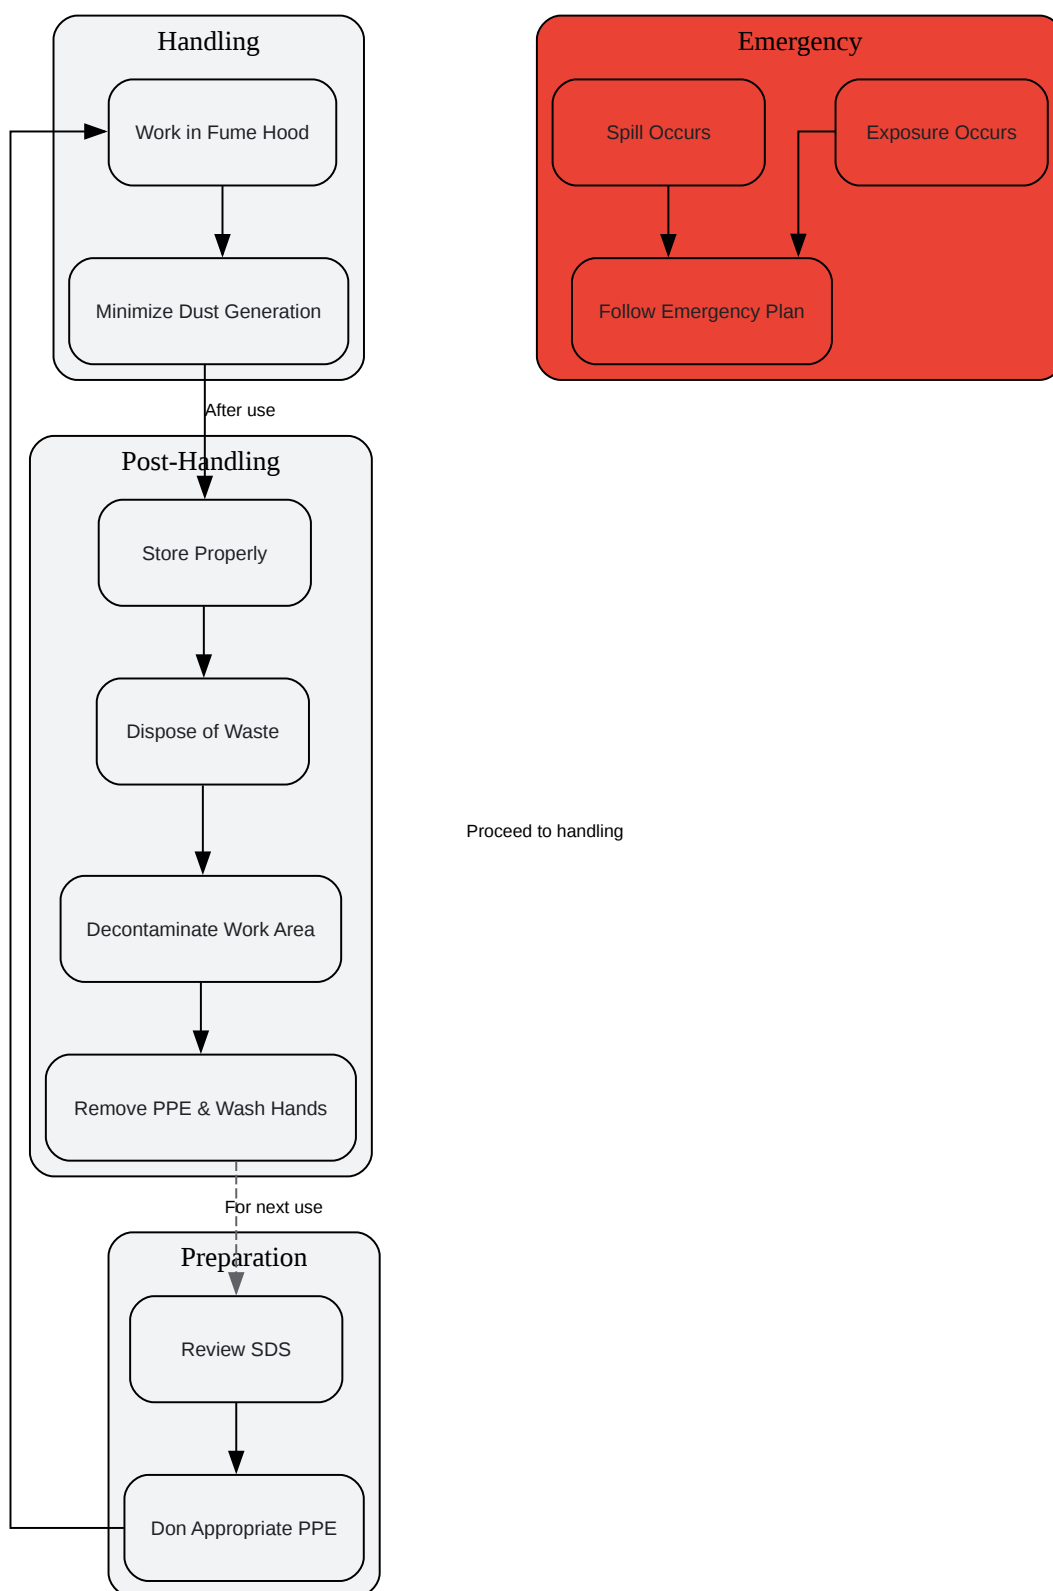 Handling
Work in Fume Hood
Minimize Dust Generation
After use
Post-Handling
Store Properly
Dispose of Waste
Decontaminate Work Area
Remove PPE & Wash Hands
For next use
Preparation
Review SDS
Don Appropriate PPE
Proceed to handling
Emergency
Spill Occurs
Exposure Occurs
Follow Emergency Plan